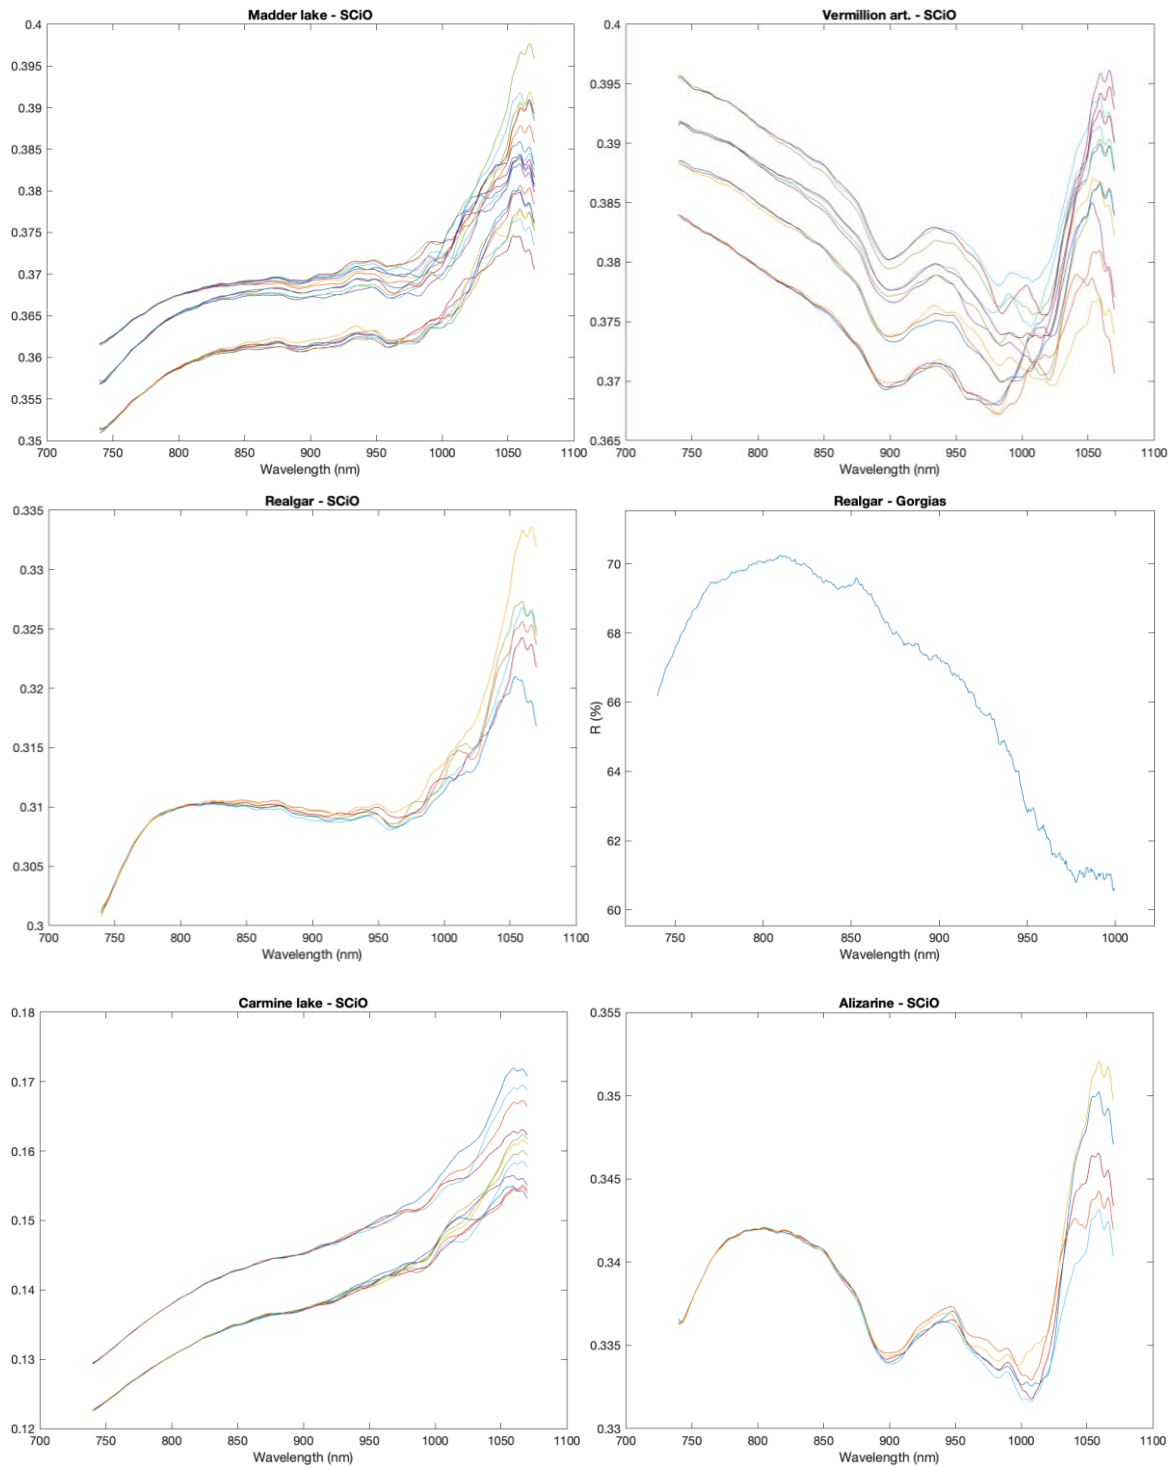 Madder lake - SCiO
0.4
0.395
0.39
0.385
0.38
0.375
0.37
0.365
0.36
0.355
0.35
700 750 800 850 900 950 1000 1050 1100
Wavelength (nm)
Vermillion art. - SCiO
0.4
0.395
0.39
0.385
0.38
0.375
0.37
0.365
700 750 800 850 900 950 1000 1050 1100
Wavelength (nm)
Realgar - SCiO
0.335
0.33
0.325
0.32
0.315
0.31
0.305
0.3
700 750 800 850 900 950 1000 1050 1100
Wavelength (nm)
Realgar - Gorgias
R (%)
70
68
66
64
62
60
750 800 850 900 950 1000
Wavelength (nm)
Carmine lake - SCiO
0.18
0.17
0.16
0.15
0.14
0.13
0.12
700 750 800 850 900 950 1000 1050 1100
Wavelength (nm)
Alizarine - SCiO
0.355
0.35
0.345
0.34
0.335
0.33
700 750 800 850 900 950 1000 1050 1100
Wavelength (nm)